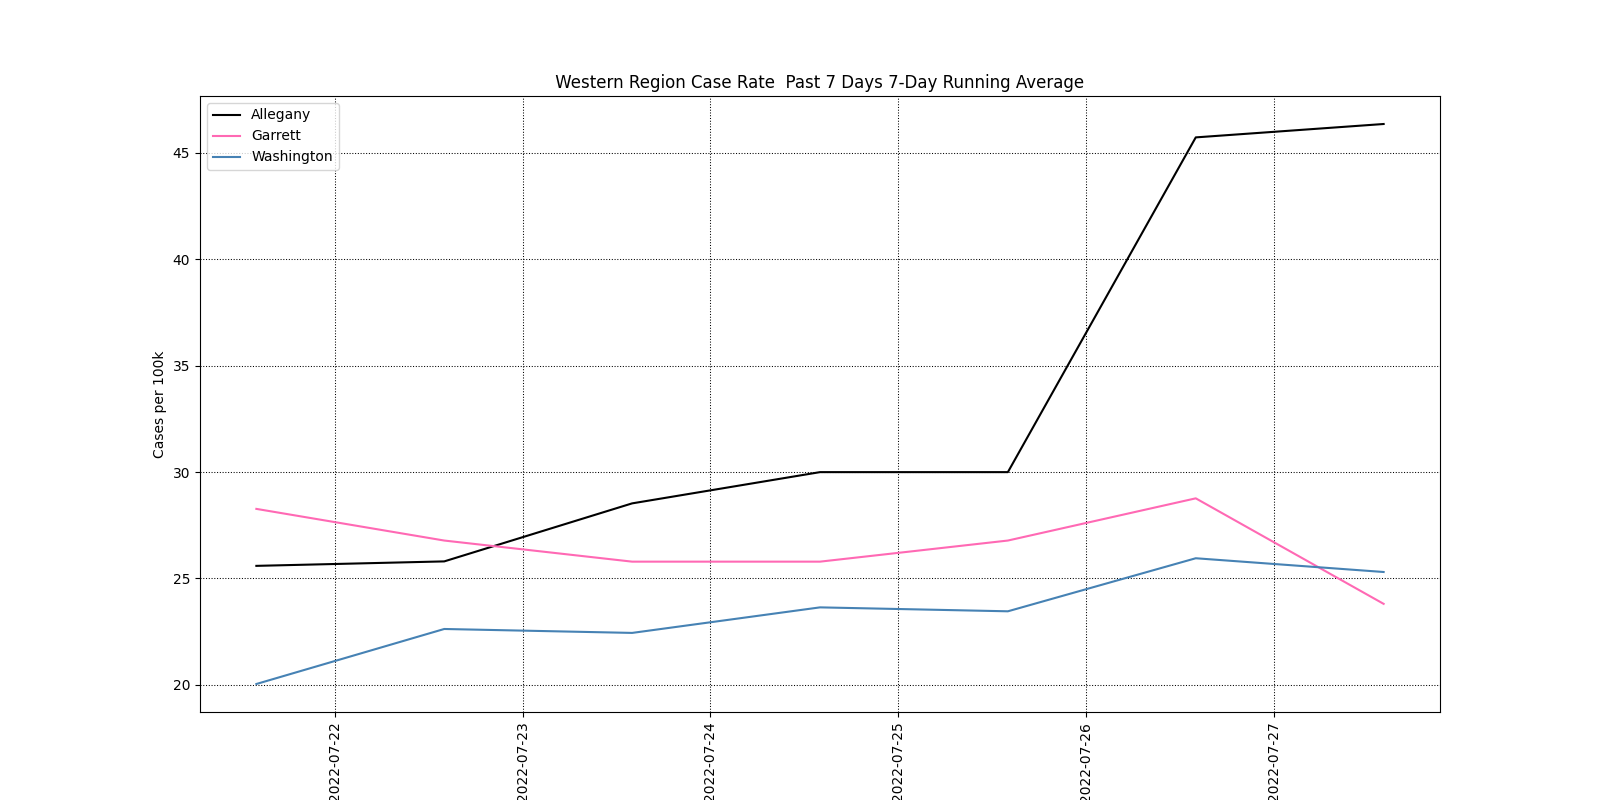 Western Region Case Rate  Past 7 Days 7-Day Running Average
Allegany
Garrett
Washington
Cases per 100k
45
40
35
30
25
20
2022-07-22
2022-07-23
2022-07-24
2022-07-25
2022-07-26
2022-07-27